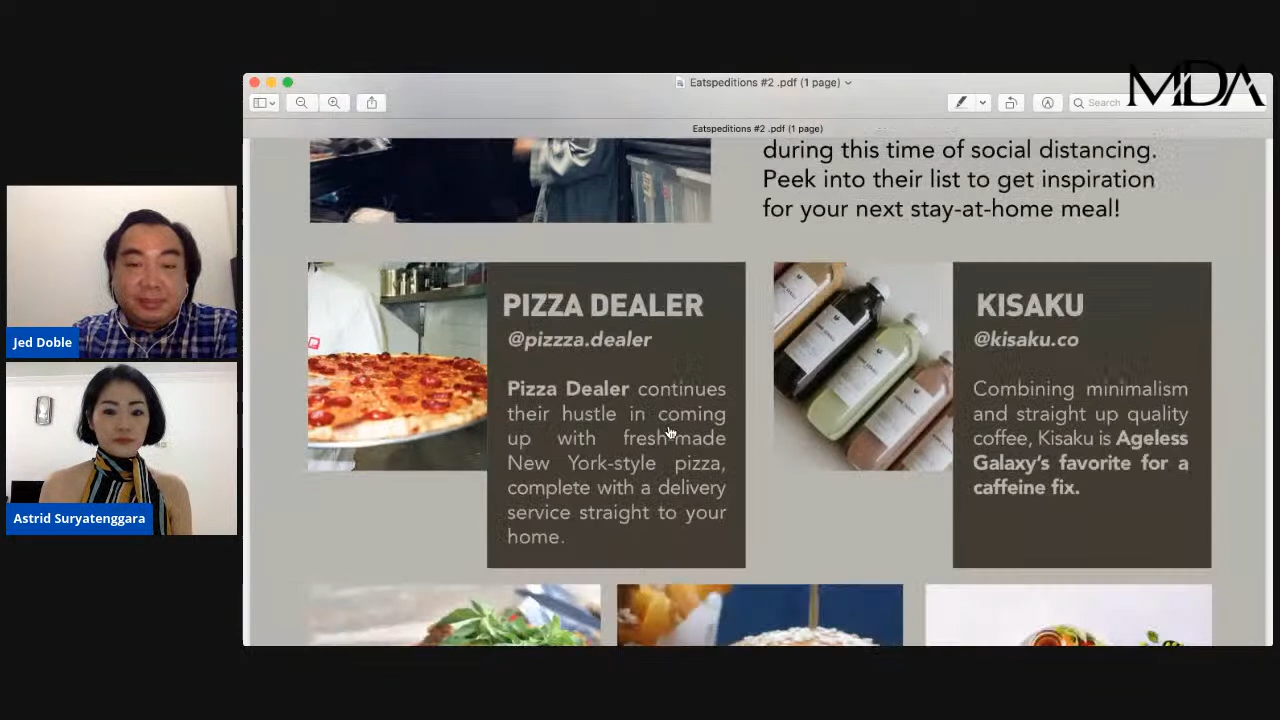 MDA
Eatspeditions #2 .pdf (1 page)
Search
Eatspeditions #2 .pdf (1 page)
during this time of social distancing.
Peek into their list to get inspiration
for your next stay-at-home meal!
PIZZA DEALER
@pizzza.dealer
Pizza Dealer continues
their hustle in coming
up with fresh-made
New York-style pizza,
complete with a delivery
service straight to your
home.
KISAKU
@kisaku.co
Combining minimalism
and straight up quality
coffee, Kisaku is Ageless
Galaxy's favorite for a
caffeine fix.
Jed Doble
Astrid Suryatenggara